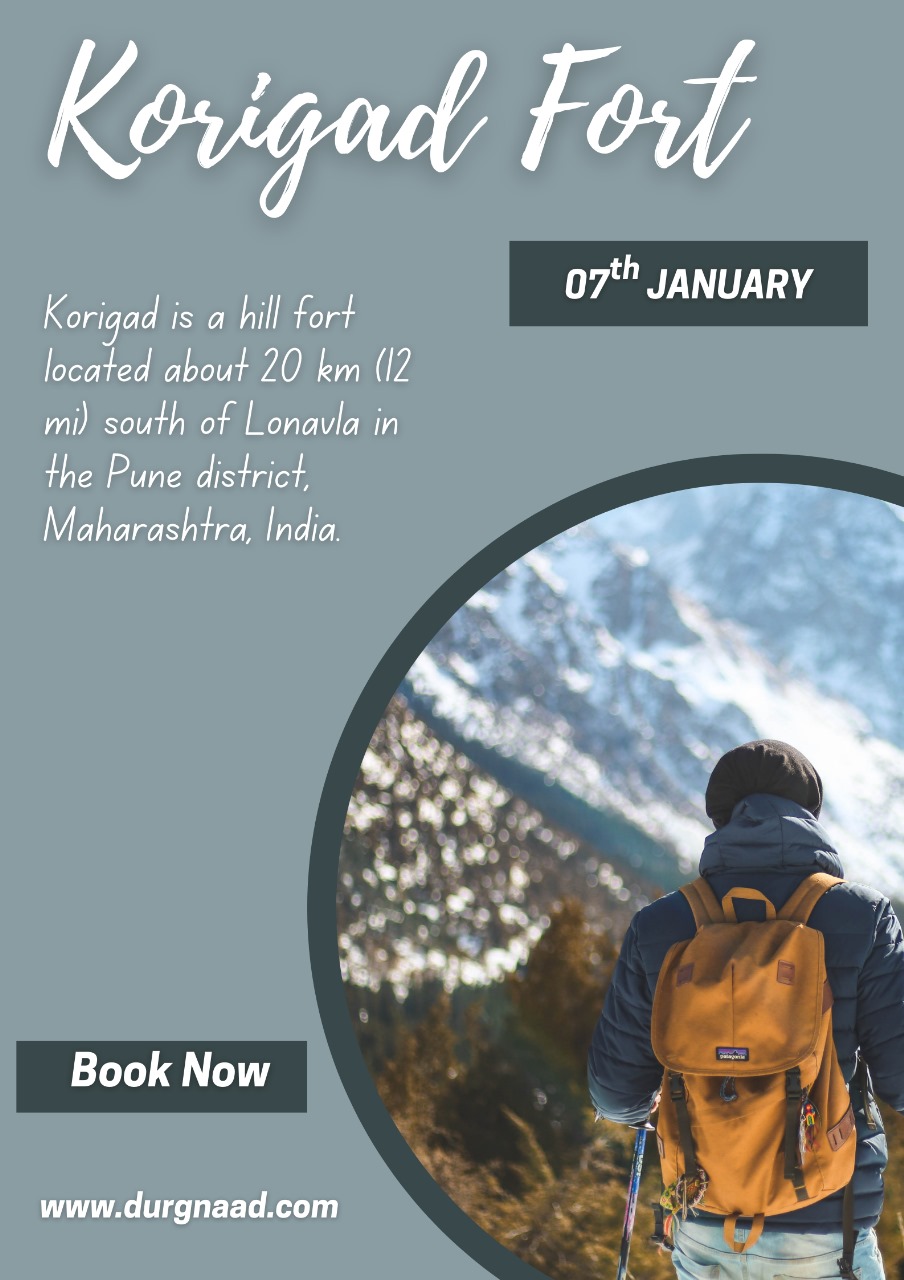 Korigad Fort
07th JANUARY
Korigad is a hill fort
located about 20 km (12
mi) south of Lonavla in
the Pune district,
Maharashtra, India.
patagonia
Book Now
www.durgnaad.com